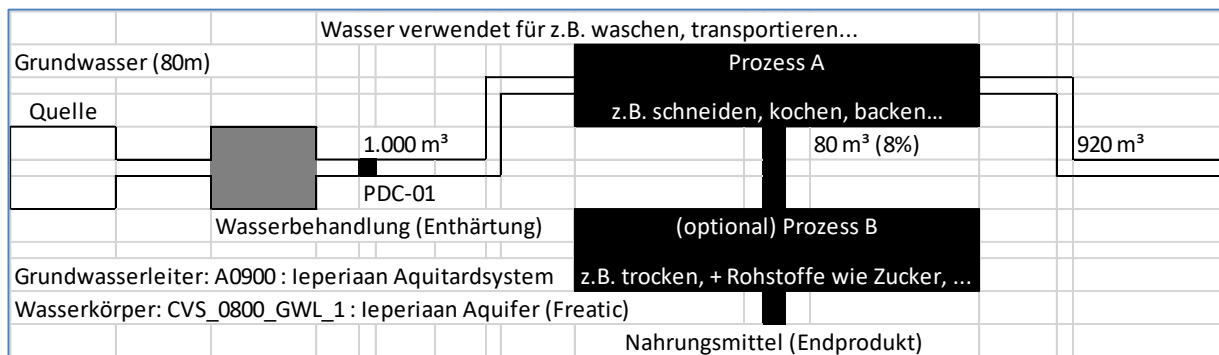 Wasser verwendet für z.B. waschen, transportieren...
Grundwasser (80m)
Prozess A
Quelle
z.B. schneiden, kochen, backen...
1.000 m³
80 m³ (8%)
920 m³
PDC-01
Wasserbehandlung (Enthärtung)
(optional) Prozess B
Grundwasserleiter: A0900 : Ieperiaan Aquitardsystem
z.B. trocken, + Rohstoffe wie Zucker, ...
Wasserkörper: CVS_0800_GWL_1 : Ieperiaan Aquifer (Freatic)
Nahrungsmittel (Endprodukt)